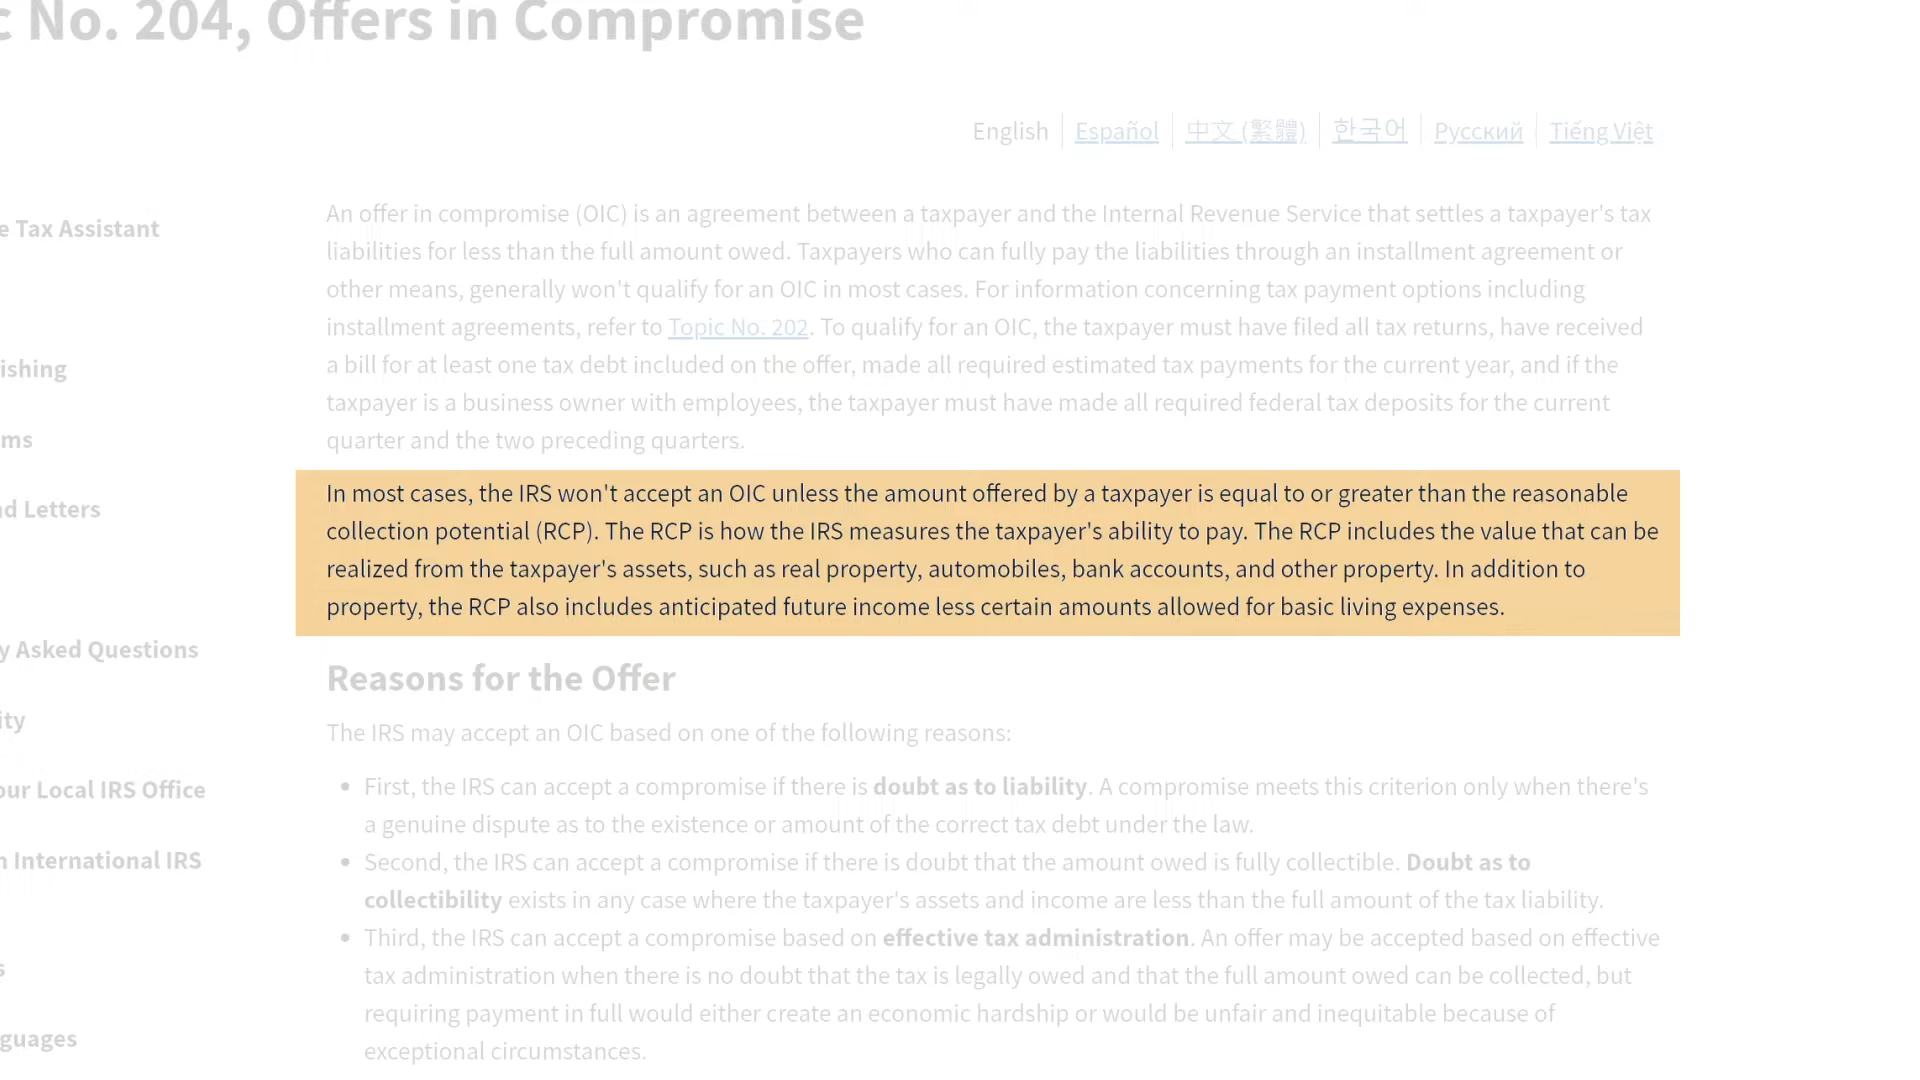 c No. 204, Offers in Compromise
English
Español
中文 (繁體)
한국어
Русский
Tiếng Việt
e Tax Assistant
ishing
ms
nd Letters
y Asked Questions
ity
our Local IRS Office
n International IRS
s
guages
An offer in compromise (OIC) is an agreement between a taxpayer and the Internal Revenue Service that settles a taxpayer's tax
liabilities for less than the full amount owed. Taxpayers who can fully pay the liabilities through an installment agreement or
other means, generally won't qualify for an OIC in most cases. For information concerning tax payment options including
installment agreements, refer to Topic No. 202. To qualify for an OIC, the taxpayer must have filed all tax returns, have received
a bill for at least one tax debt included on the offer, made all required estimated tax payments for the current year, and if the
taxpayer is a business owner with employees, the taxpayer must have made all required federal tax deposits for the current
quarter and the two preceding quarters.
In most cases, the IRS won't accept an OIC unless the amount offered by a taxpayer is equal to or greater than the reasonable
collection potential (RCP). The RCP is how the IRS measures the taxpayer's ability to pay. The RCP includes the value that can be
realized from the taxpayer's assets, such as real property, automobiles, bank accounts, and other property. In addition to
property, the RCP also includes anticipated future income less certain amounts allowed for basic living expenses.
Reasons for the Offer
The IRS may accept an OIC based on one of the following reasons:
• First, the IRS can accept a compromise if there is doubt as to liability. A compromise meets this criterion only when there's
a genuine dispute as to the existence or amount of the correct tax debt under the law.
• Second, the IRS can accept a compromise if there is doubt that the amount owed is fully collectible. Doubt as to
collectibility exists in any case where the taxpayer's assets and income are less than the full amount of the tax liability.
• Third, the IRS can accept a compromise based on effective tax administration. An offer may be accepted based on effective
tax administration when there is no doubt that the tax is legally owed and that the full amount owed can be collected, but
requiring payment in full would either create an economic hardship or would be unfair and inequitable because of
exceptional circumstances.